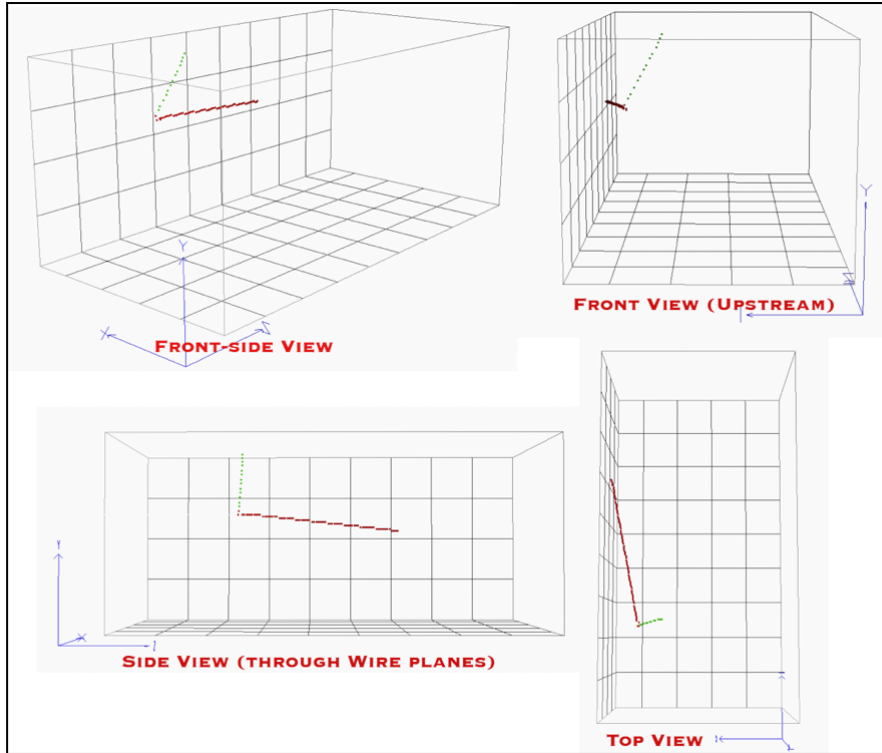 Y
X
Z
FRONT-SIDE VIEW
Y
Z
FRONT VIEW (UPSTREAM)
Y
X
SIDE VIEW (THROUGH WIRE PLANES)
TOP VIEW